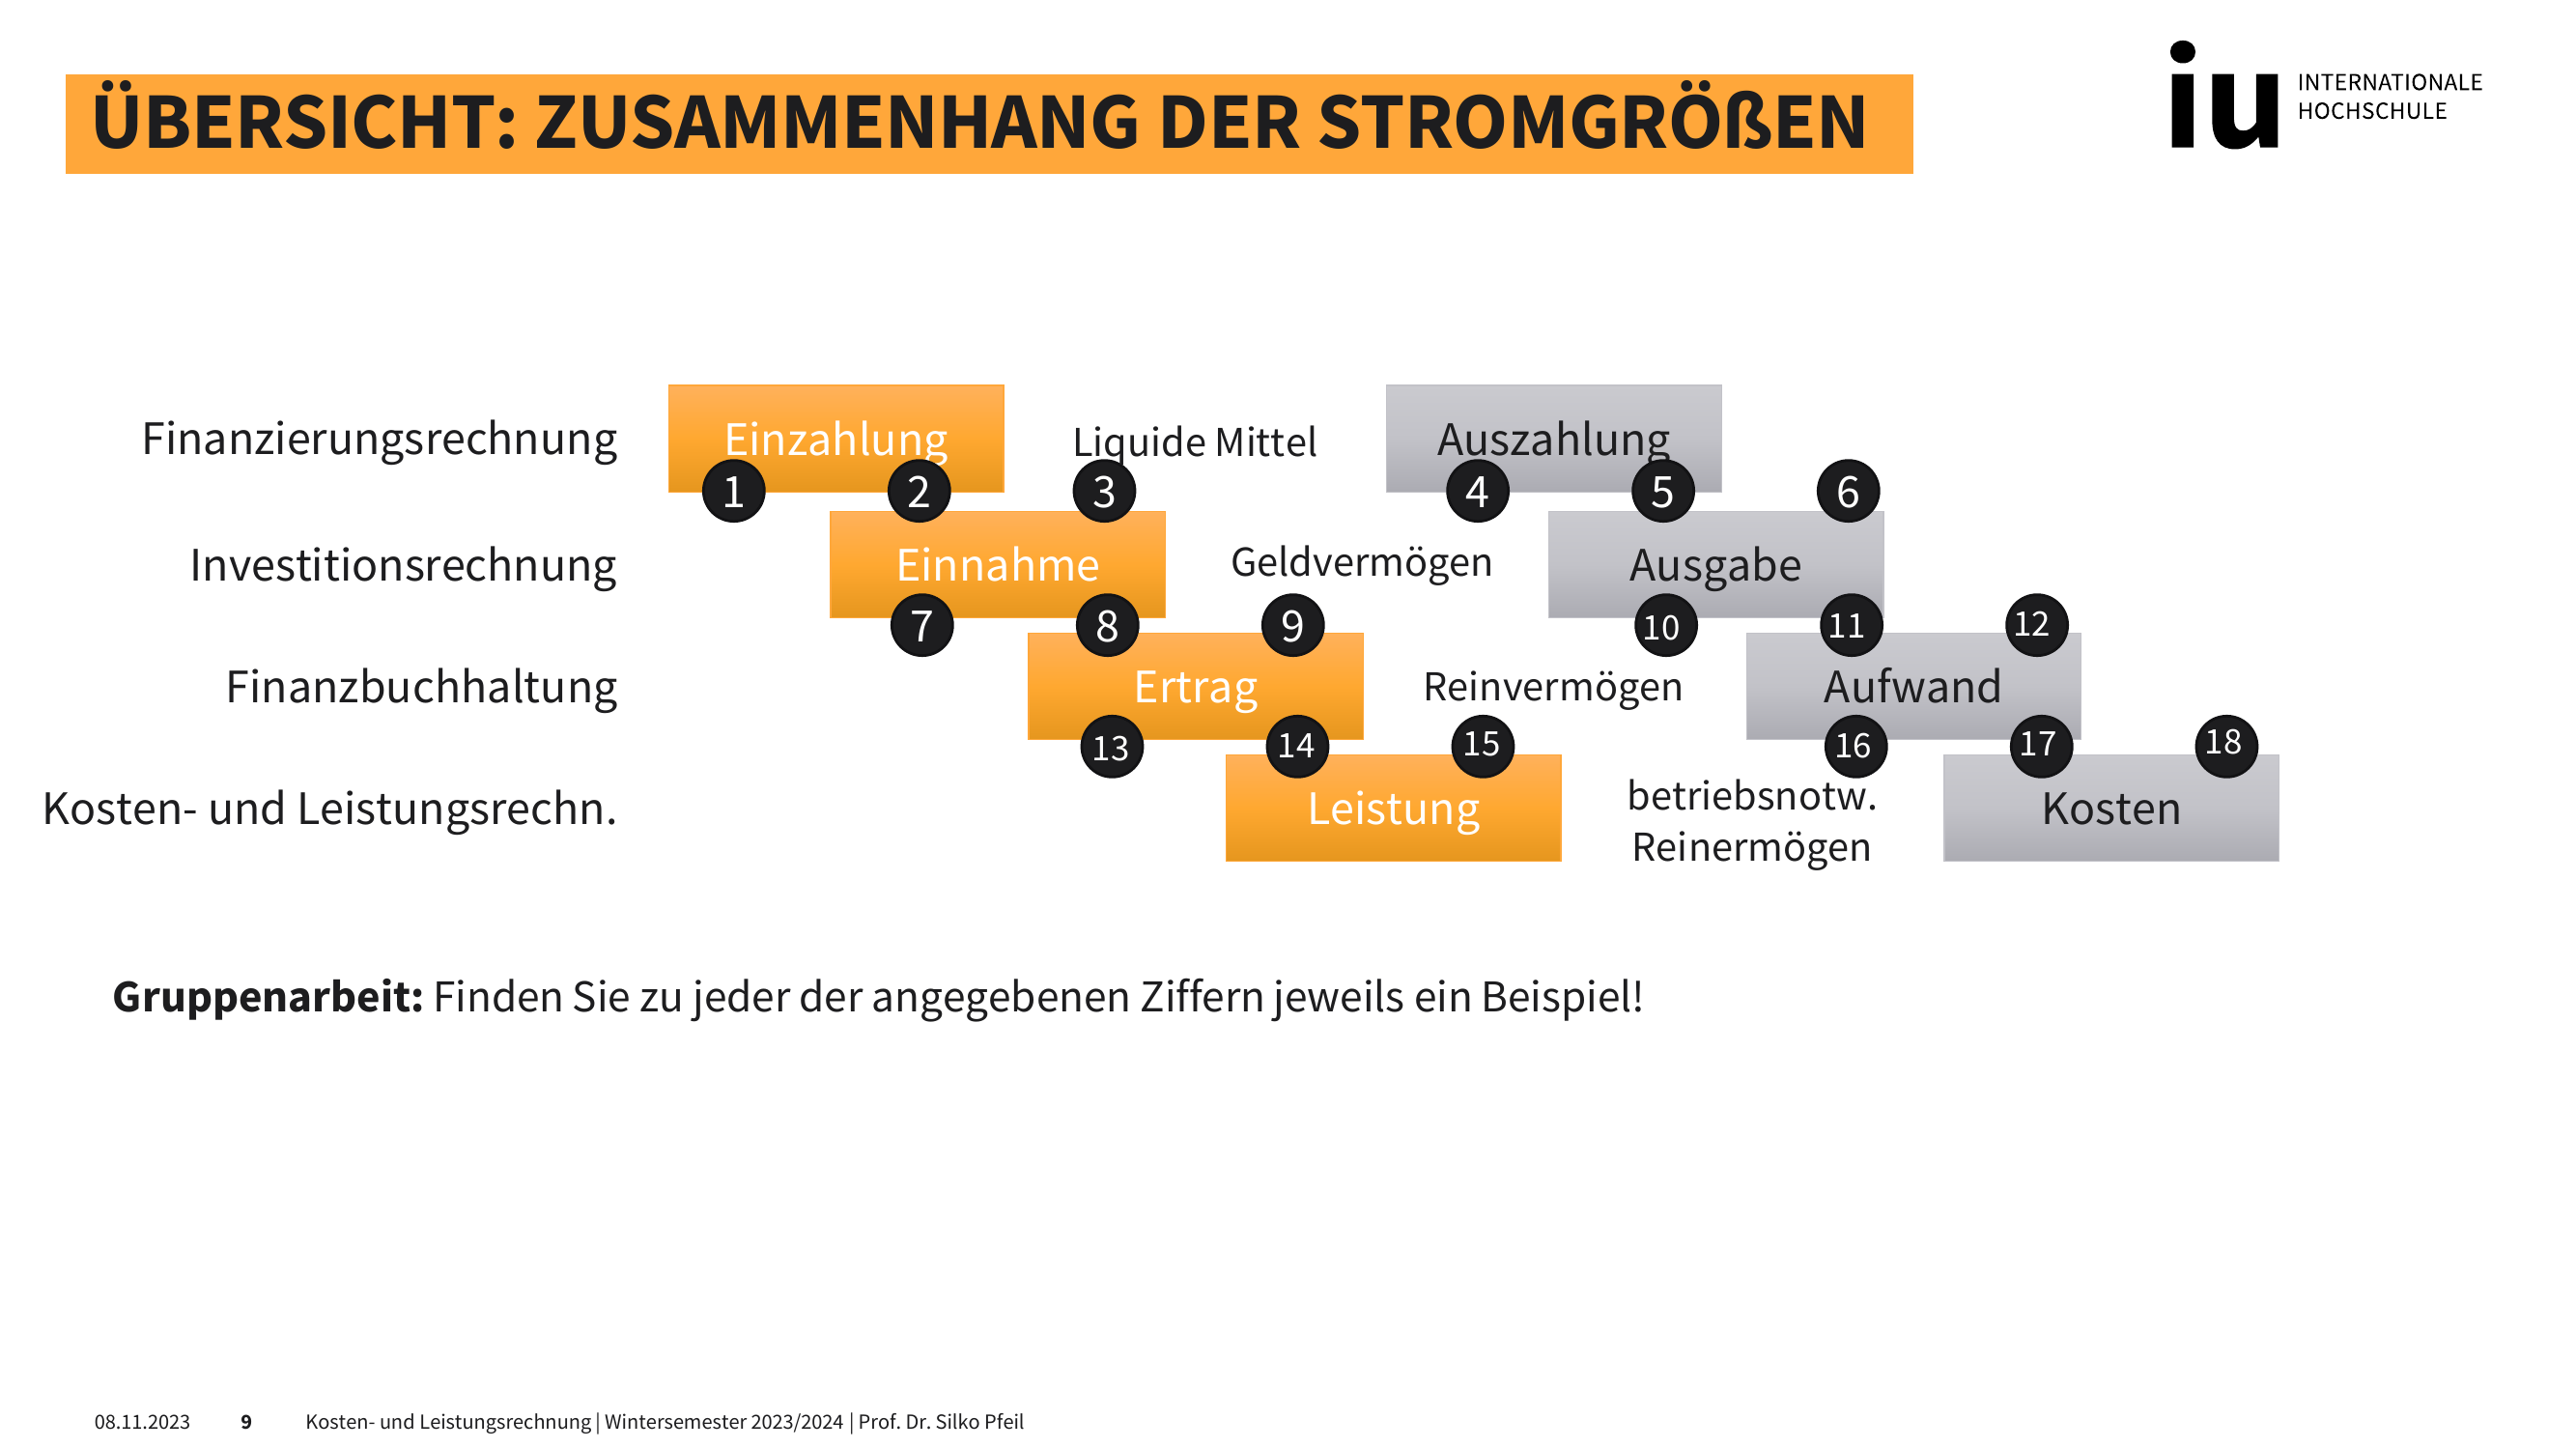 ÜBERSICHT: ZUSAMMENHANG DER STROMGRÖßEN
iu INTERNATIONALE
HOCHSCHULE
Finanzierungsrechnung Einzahlung Liquide Mittel Auszahlung
1 2 3 4 5 6
Investitionsrechnung Einnahme Geldvermögen Ausgabe
7 8 9 10 11 12
Finanzbuchhaltung Ertrag Reinvermögen Aufwand
13 14 15 16 17 18
Kosten- und Leistungsrechn. Leistung betriebsnotw. Kosten
Reinermögen
Gruppenarbeit: Finden Sie zu jeder der angegebenen Ziffern jeweils ein Beispiel!
08.11.2023 9 Kosten- und Leistungsrechnung | Wintersemester 2023/2024 | Prof. Dr. Silko Pfeil